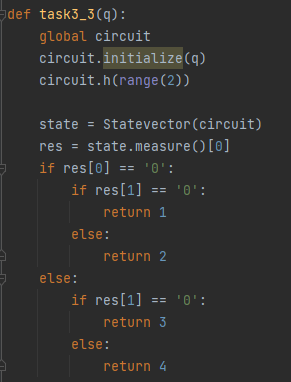 def task3_3(q):
    global circuit
    circuit.initialize(q)
    circuit.h(range(2))

    state = Statevector(circuit)
    res = state.measure()[0]
    if res[0] == '0':
        if res[1] == '0':
            return 1
        else:
            return 2
    else:
        if res[1] == '0':
            return 3
        else:
            return 4